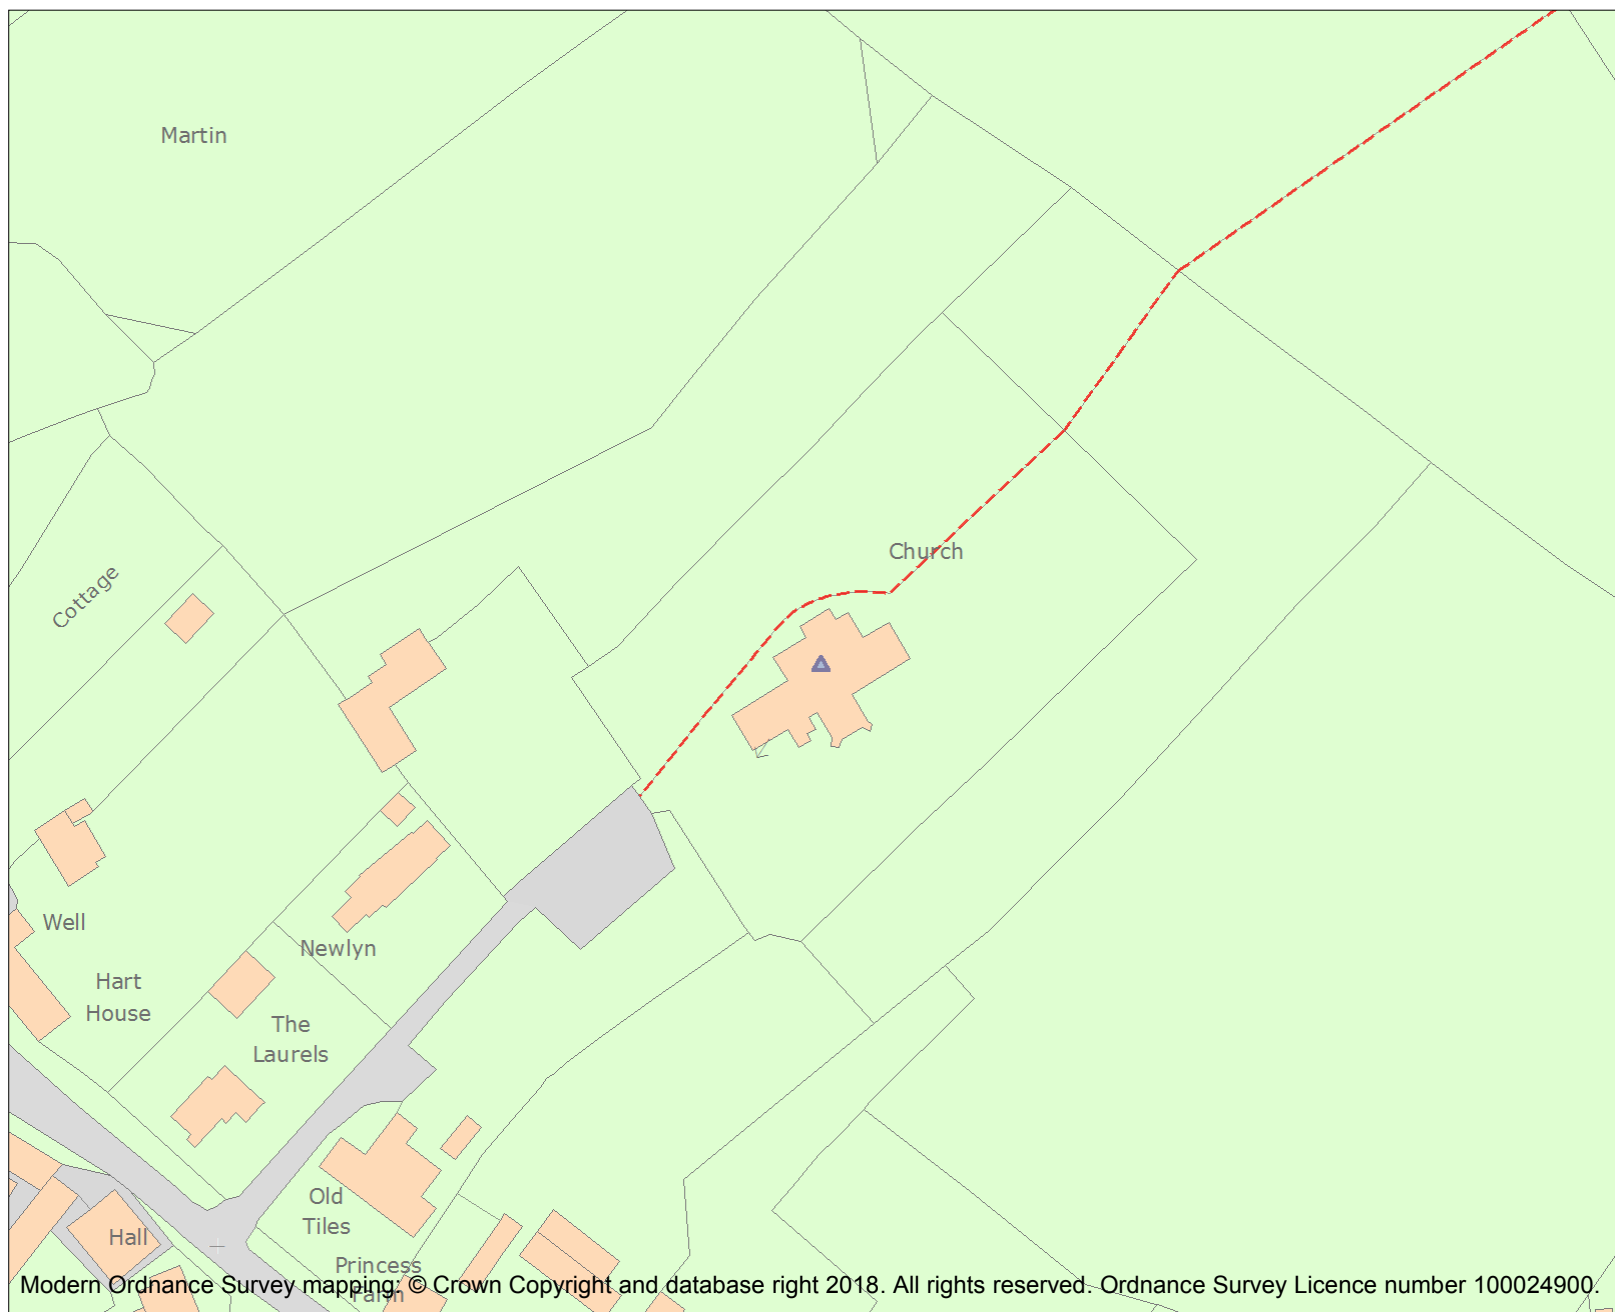 Martin
Church
Cottage
Well
Newlyn
Hart
House
The
Laurels
Old
Tiles
Hall
Princess
Farm
Modern Ordnance Survey mapping: © Crown Copyright and database right 2018. All rights reserved. Ordnance Survey Licence number 100024900.